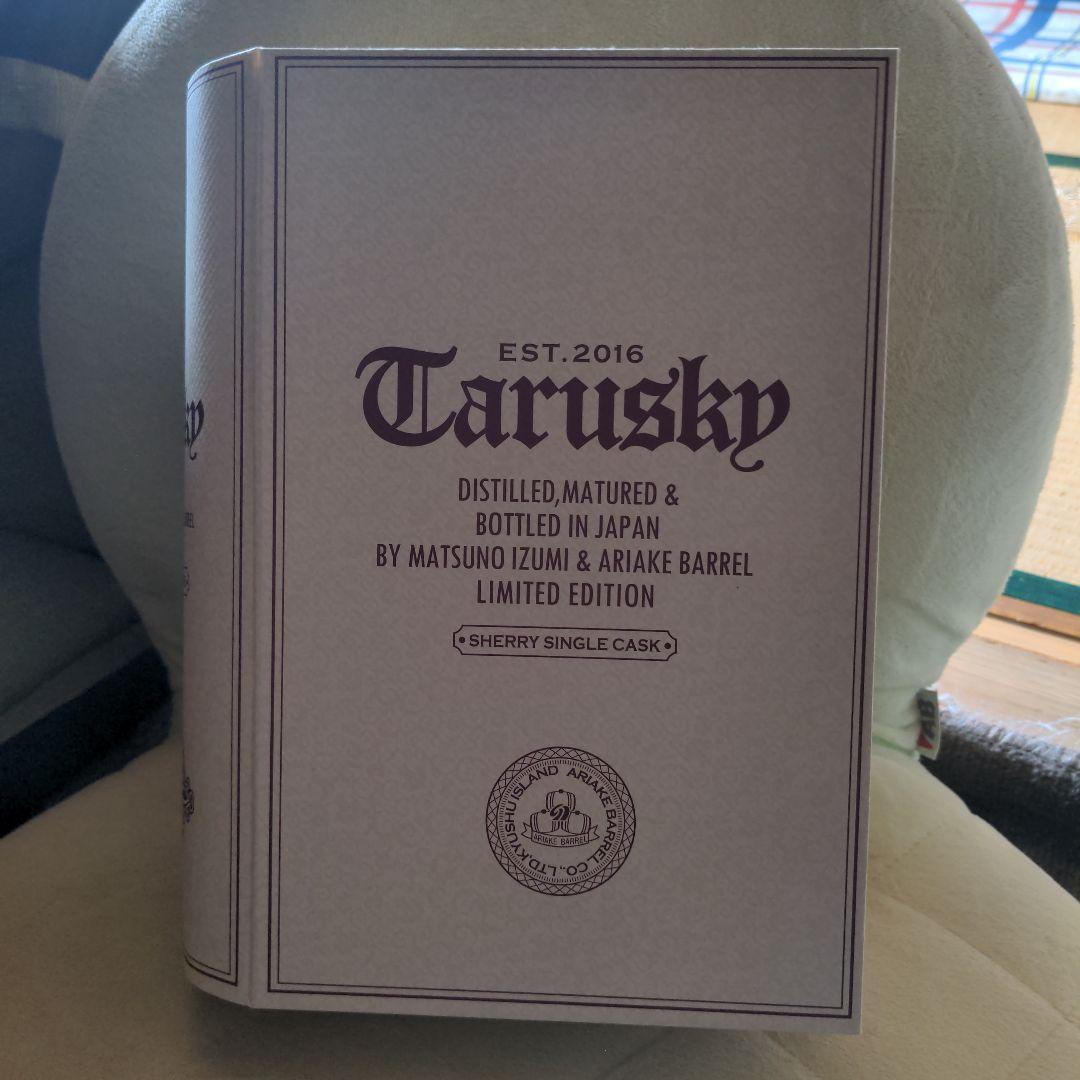 EST.2016
Tarusky
DISTILLED,MATURED &
BOTTLED IN JAPAN
BY MATSUNO IZUMI & ARIAKE BARREL
LIMITED EDITION
• SHERRY SINGLE CASK •
KYUSHU ISLAND ARIAKE BARREL CO.,LTD.
ARIAKE BARREL